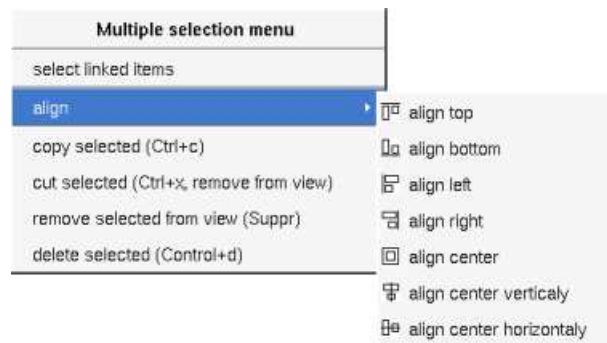 Multiple selection menu
select linked items
align
copy selected (Ctrl+c)
cut selected (Ctrl+x, remove from view)
remove selected from view (Suppr)
delete selected (Control+d)
align top
align bottom
align left
align right
align center
align center verticaly
align center horizontaly